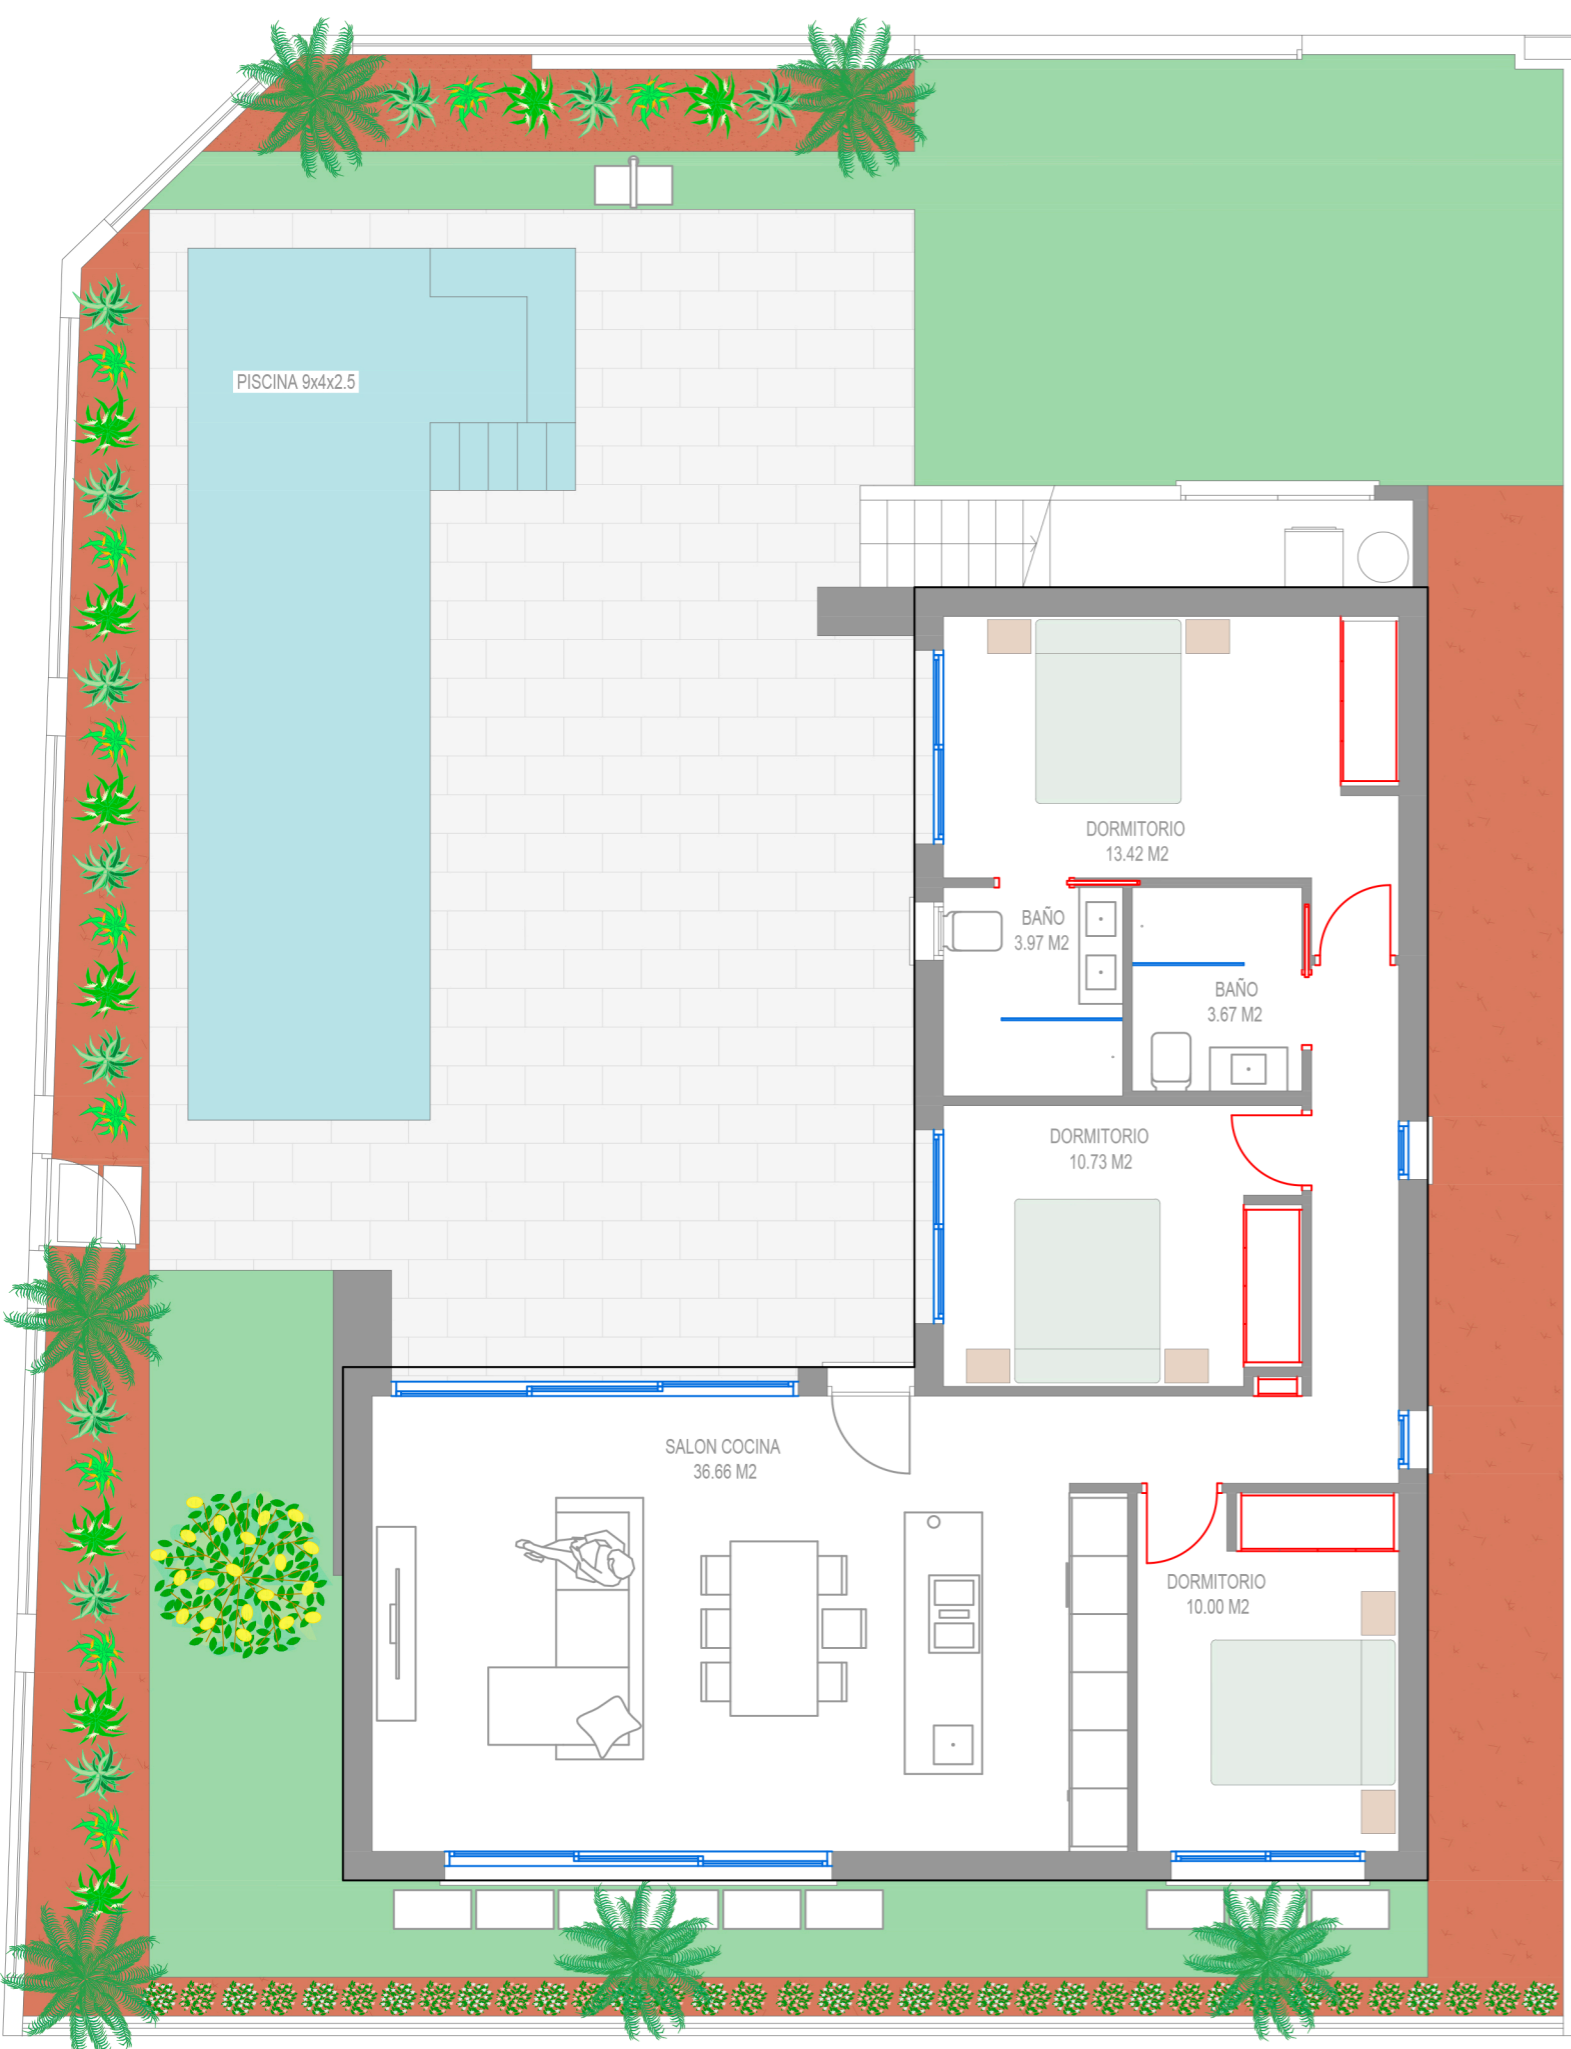 PISCINA 9x4x2.5
DORMITORIO
13.42 M2
BAÑO
3.97 M2
BAÑO
3.67 M2
DORMITORIO
10.73 M2
SALON COCINA
36.66 M2
DORMITORIO
10.00 M2